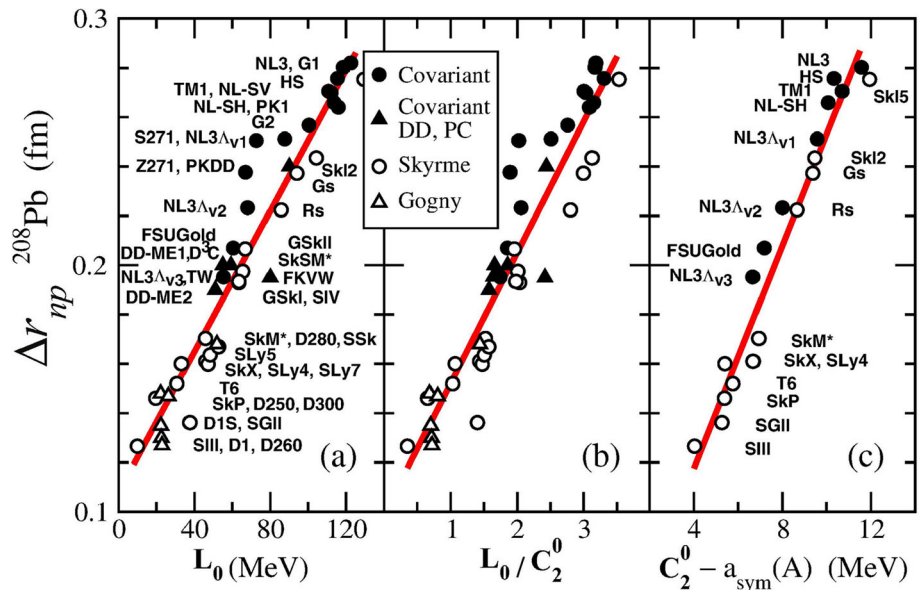 Δr_np ²⁰⁸Pb (fm)
0.3
0.2
0.1
NL3, G1
HS
TM1, NL-SV
NL-SH, PK1
G2
S271, NL3Λv1
Z271, PKDD
SkI2
Gs
NL3Λv2
Rs
FSUGold
GSkII
DD-ME1,D³C
SkSM*
NL3Λv3,TW
FKVW
DD-ME2
GSkI, SIV
SkM*, D280, SSk
SLy5
SkX, SLy4, SLy7
T6
SkP, D250, D300
D1S, SGII
SIII, D1, D260
(a)
0 40 80 120
L₀ (MeV)
Covariant
Covariant
DD, PC
Skyrme
Gogny
(b)
1 2 3
L₀ / C₂⁰
NL3
HS
TM1
SkI5
NL-SH
NL3Λv1
SkI2
Gs
NL3Λv2
Rs
FSUGold
NL3Λv3
SkM*
SkX, SLy4
T6
SkP
SGII
SIII
(c)
4 8 12
C₂⁰ − a_sym(A) (MeV)